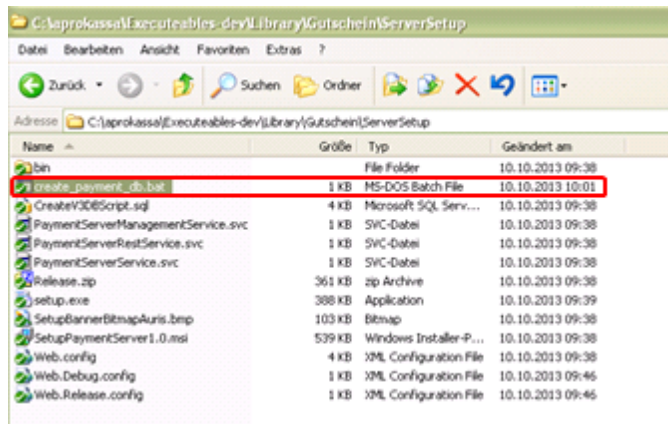 C:\aprokassa\Executeables-dev\Library\Gutschein\ServerSetup
Datei Bearbeiten Ansicht Favoriten Extras ?
Zurück Suchen Ordner
Adresse C:\aprokassa\Executeables-dev\Library\Gutschein\ServerSetup
Name Größe Typ Geändert am
bin File Folder 10.10.2013 09:38
create_payment_db.bat 1 KB MS-DOS Batch File 10.10.2013 10:01
CreateV3DBScript.sql 4 KB Microsoft SQL Serv... 10.10.2013 09:38
PaymentServerManagementService.svc 1 KB SVC-Datei 10.10.2013 09:38
PaymentServerRestService.svc 1 KB SVC-Datei 10.10.2013 09:38
PaymentServerService.svc 1 KB SVC-Datei 10.10.2013 09:38
Release.zip 361 KB zip Archive 10.10.2013 09:38
setup.exe 388 KB Application 10.10.2013 09:39
SetupBannerBitmapAuris.bmp 103 KB Bitmap 10.10.2013 09:38
SetupPaymentServer1.0.msi 539 KB Windows Installer-P... 10.10.2013 09:38
Web.config 4 KB XML Configuration File 10.10.2013 09:38
Web.Debug.config 1 KB XML Configuration File 10.10.2013 09:46
Web.Release.config 1 KB XML Configuration File 10.10.2013 09:46